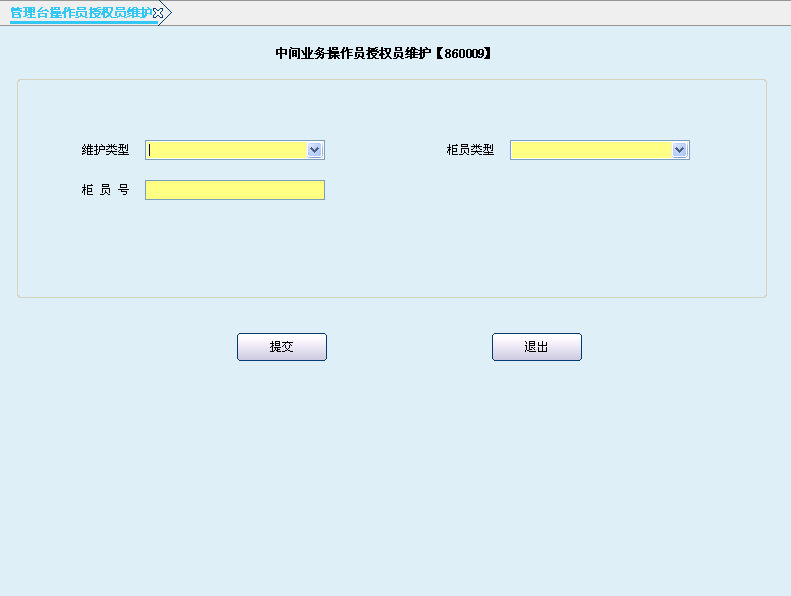 管理台操作员授权员维护
中间业务操作员授权员维护【860009】
维护类型
柜员类型
柜 员 号
提交
退出